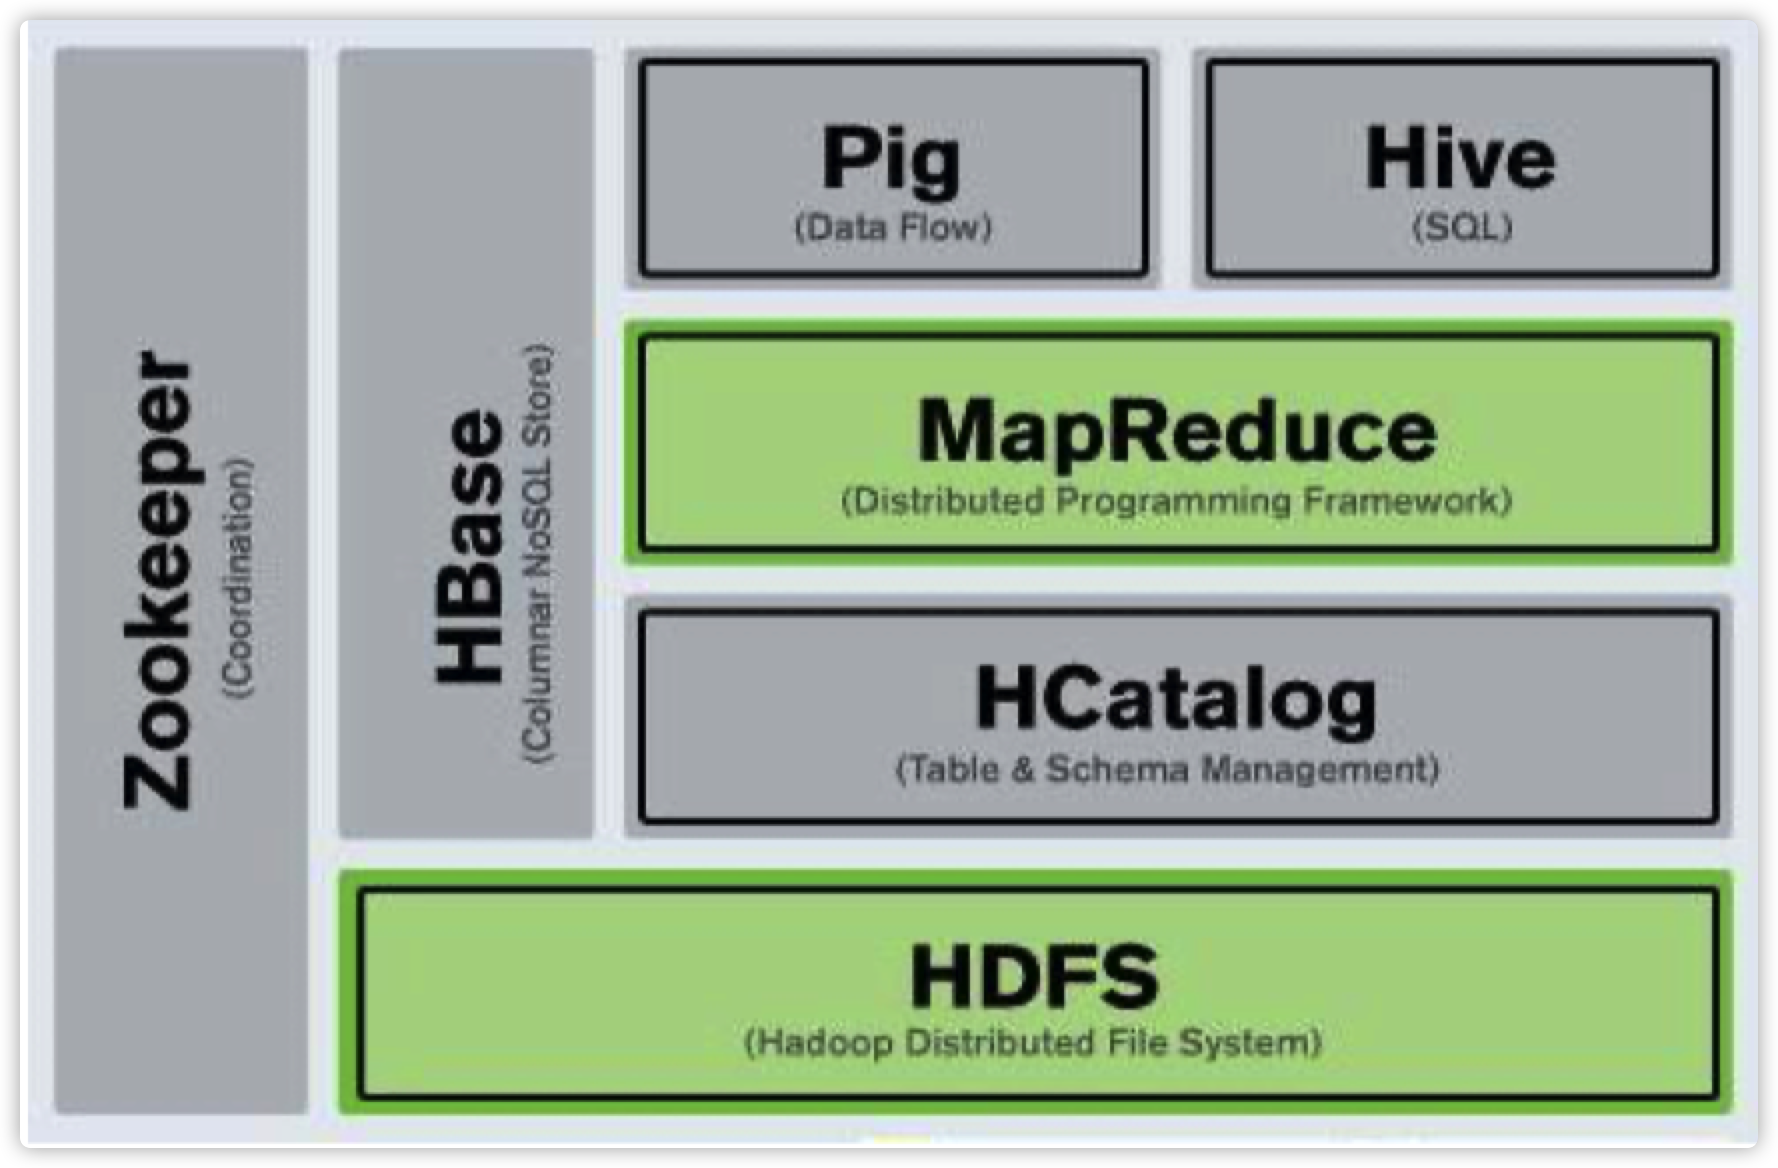 Zookeeper
(Coordination)
HBase
(Columnar NoSQL Store)
Pig
(Data Flow)
Hive
(SQL)
MapReduce
(Distributed Programming Framework)
HCatalog
(Table & Schema Management)
HDFS
(Hadoop Distributed File System)